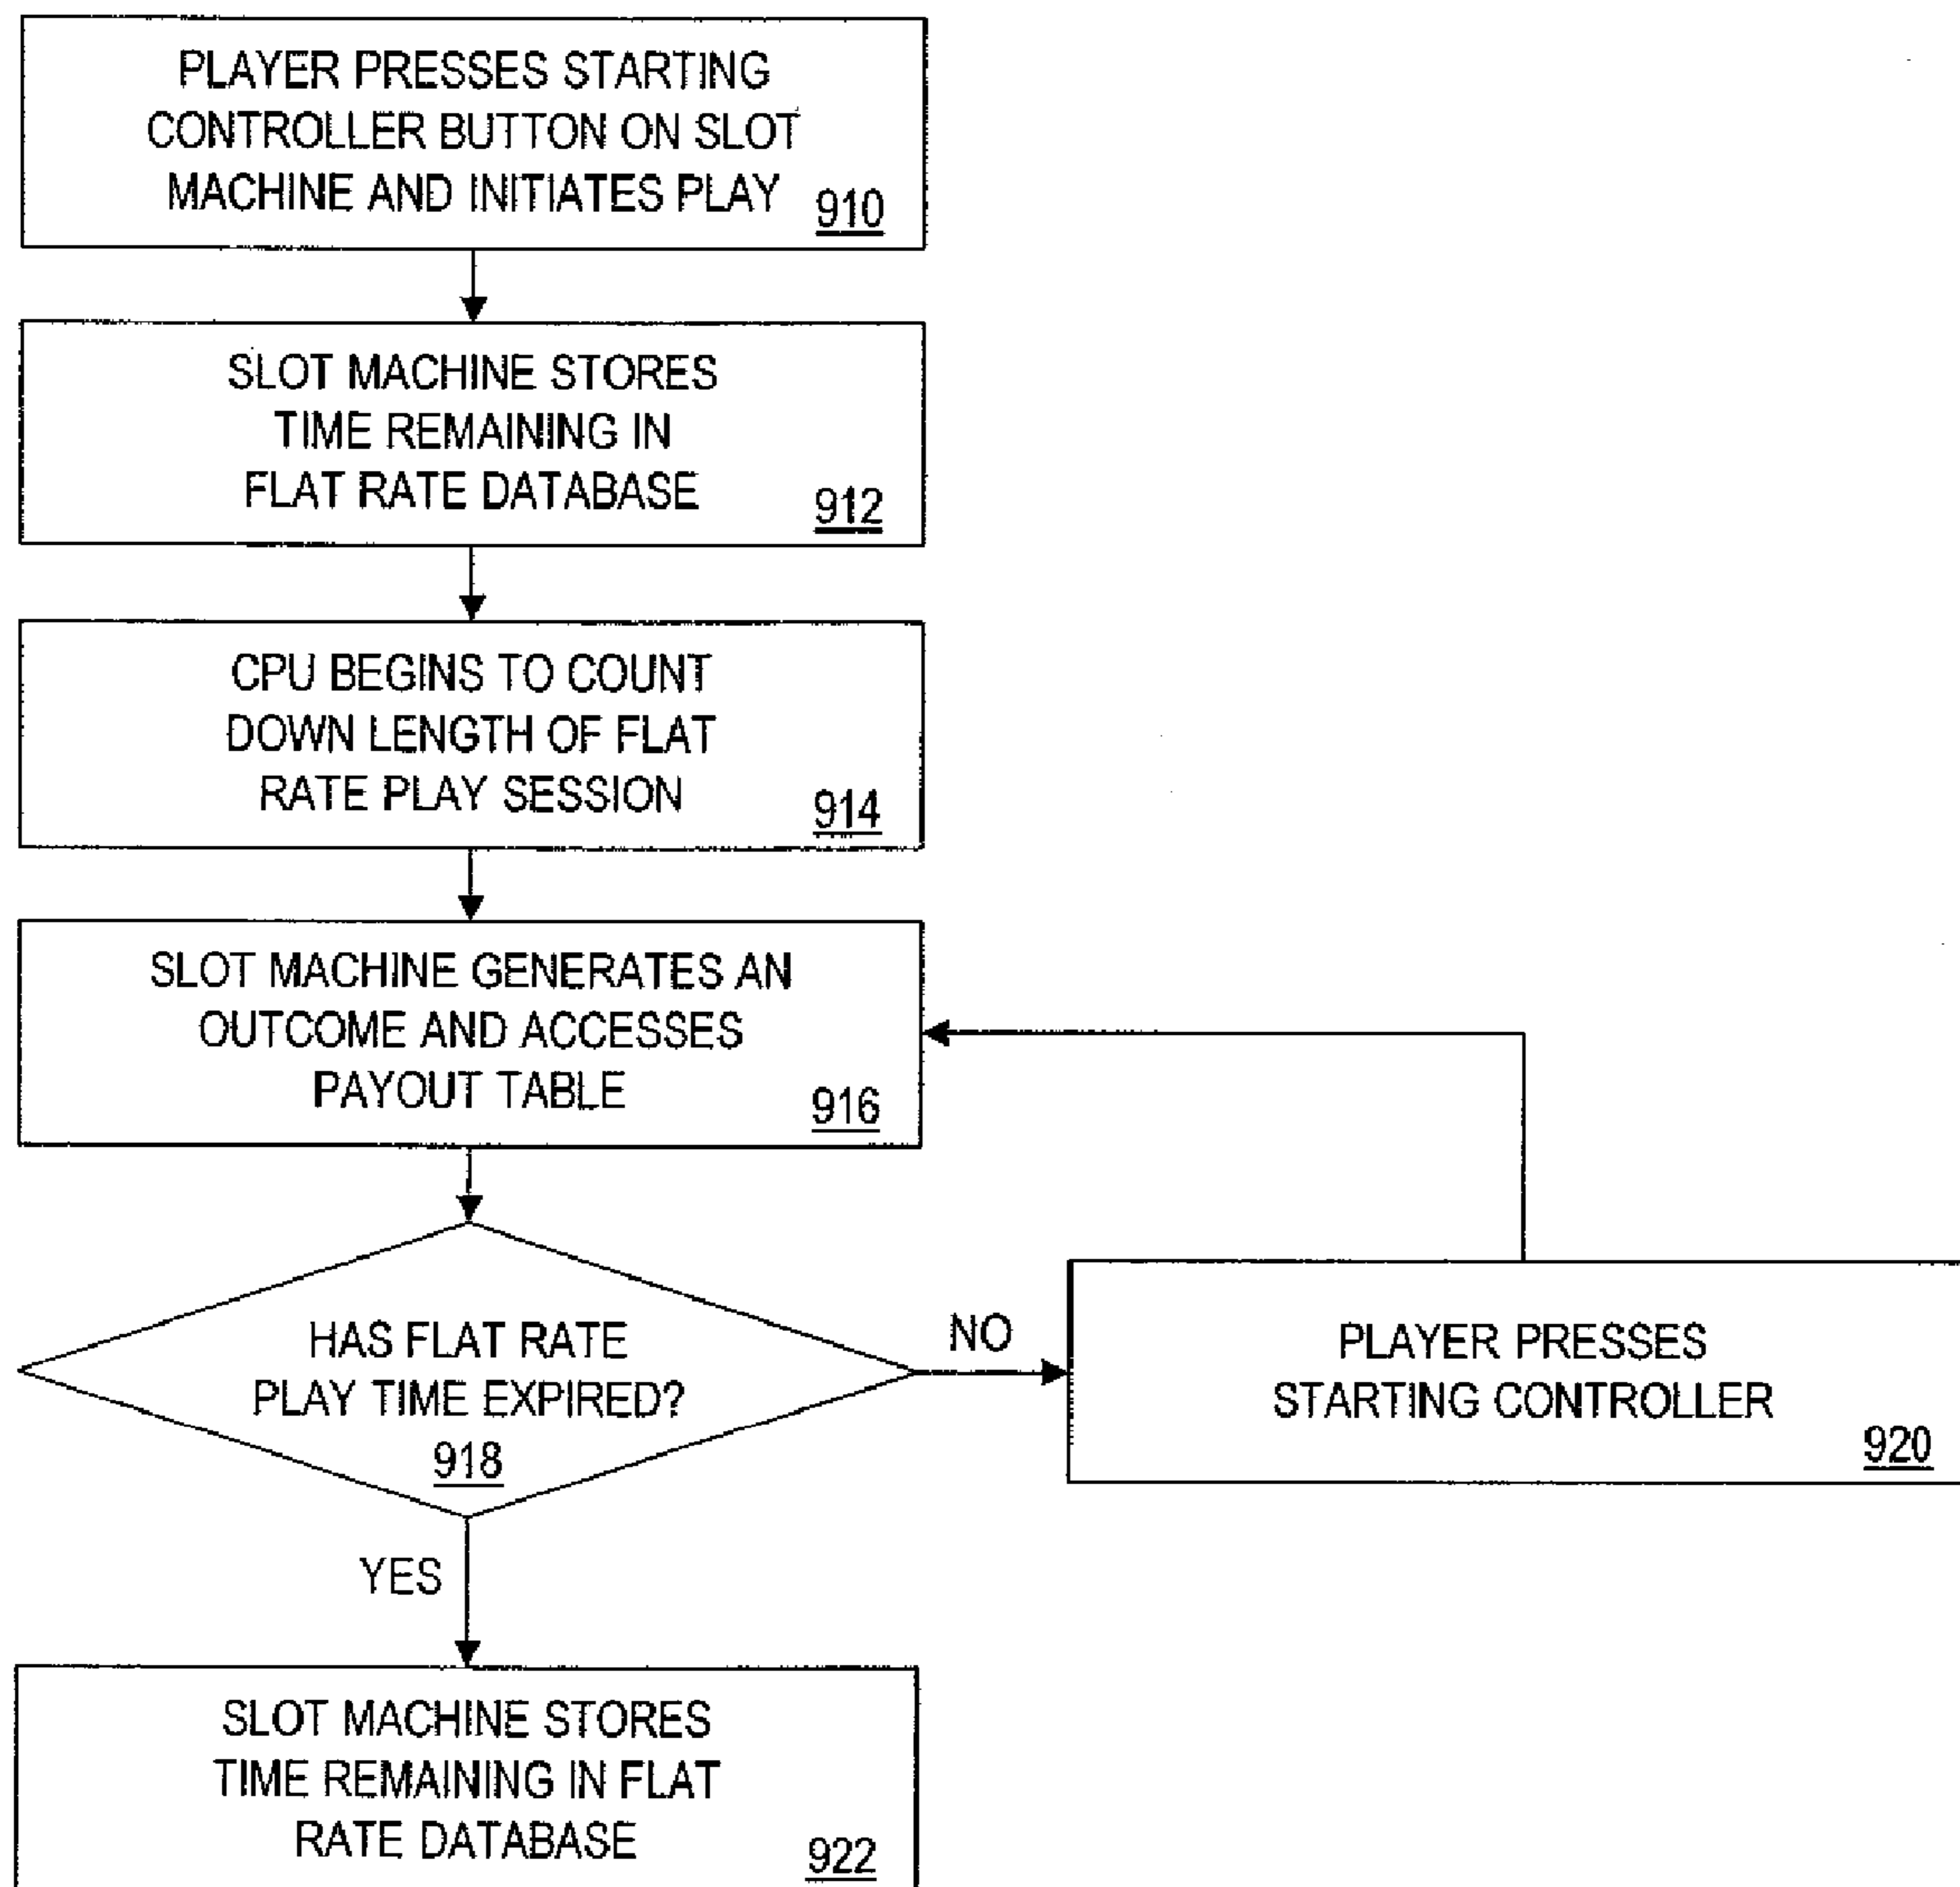 PLAYER PRESSES STARTING
CONTROLLER BUTTON ON SLOT
MACHINE AND INITIATES PLAY
910
SLOT MACHINE STORES
TIME REMAINING IN
FLAT RATE DATABASE
912
CPU BEGINS TO COUNT
DOWN LENGTH OF FLAT
RATE PLAY SESSION
914
SLOT MACHINE GENERATES AN
OUTCOME AND ACCESSES
PAYOUT TABLE
916
HAS FLAT RATE
PLAY TIME EXPIRED?
918
NO
PLAYER PRESSES
STARTING CONTROLLER
920
YES
SLOT MACHINE STORES
TIME REMAINING IN FLAT
RATE DATABASE
922